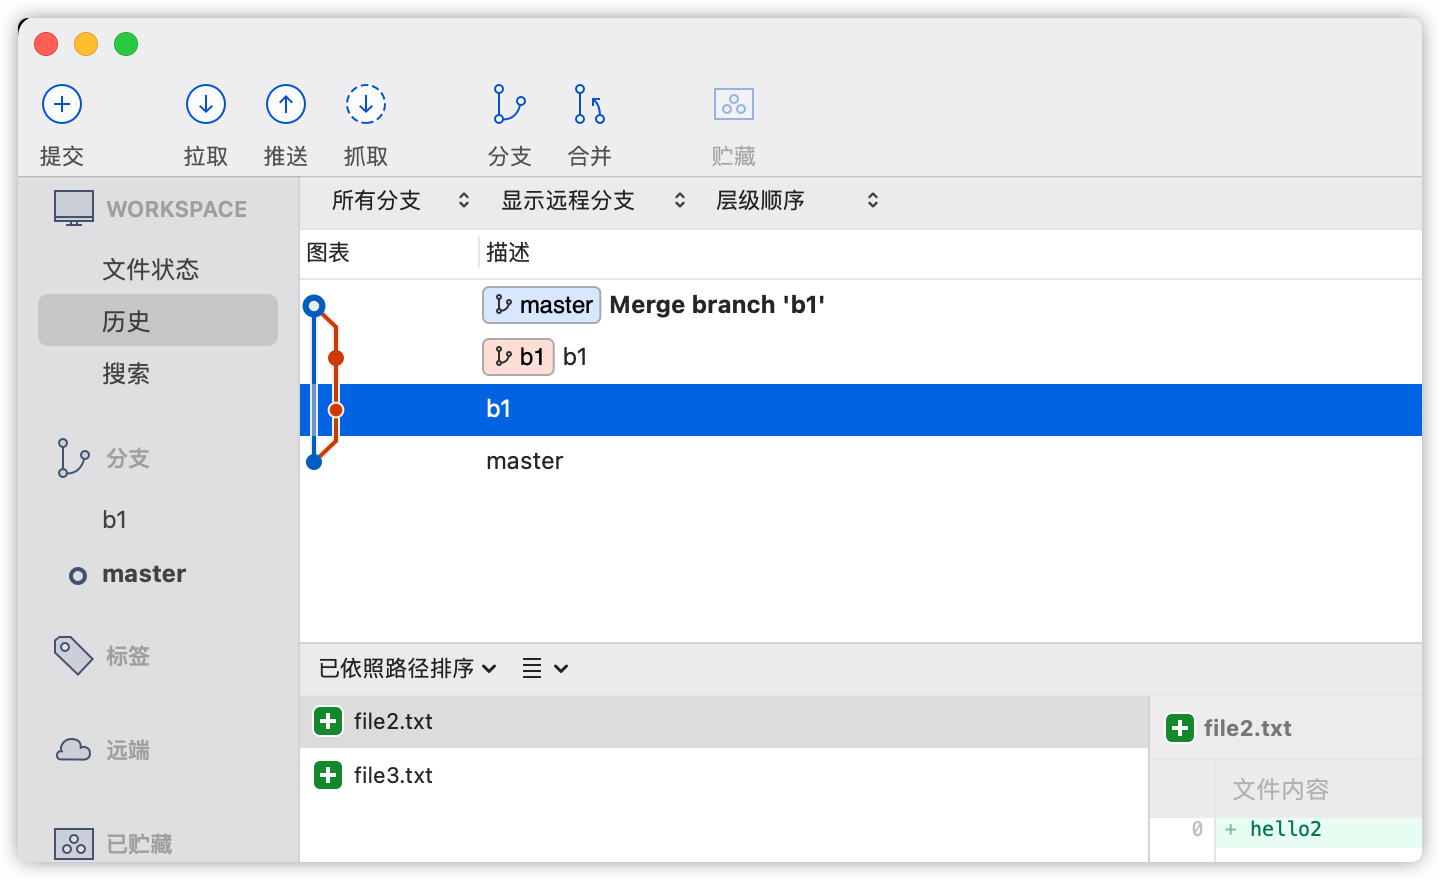 提交 拉取 推送 抓取 分支 合并 贮藏
WORKSPACE
文件状态
历史
搜索
分支
b1
master
标签
远端
已贮藏
所有分支 显示远程分支 层级顺序
图表 描述
master Merge branch 'b1'
b1 b1
b1
master
已依照路径排序
file2.txt
file3.txt
file2.txt
文件内容
0 + hello2